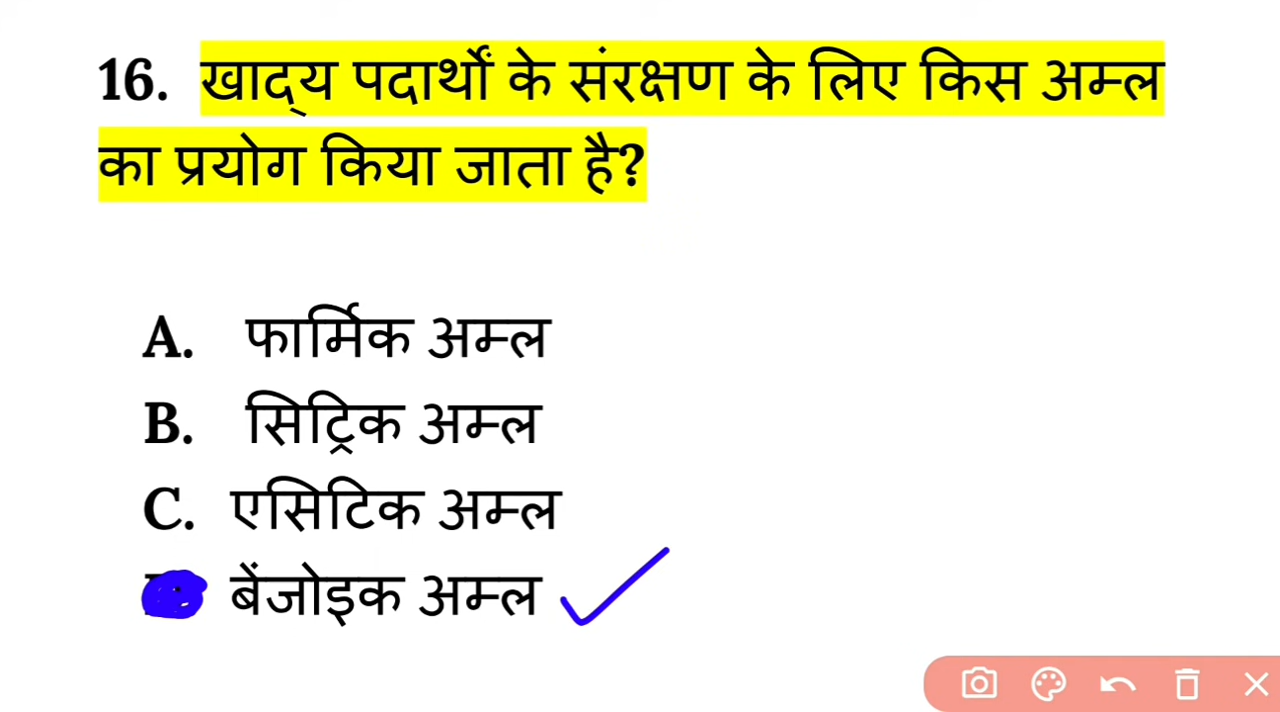 16. खाद्य पदार्थों के संरक्षण के लिए किस अम्ल
का प्रयोग किया जाता है?
A. फार्मिक अम्ल
B. सिट्रिक अम्ल
C. एसिटिक अम्ल
बेंजोइक अम्ल